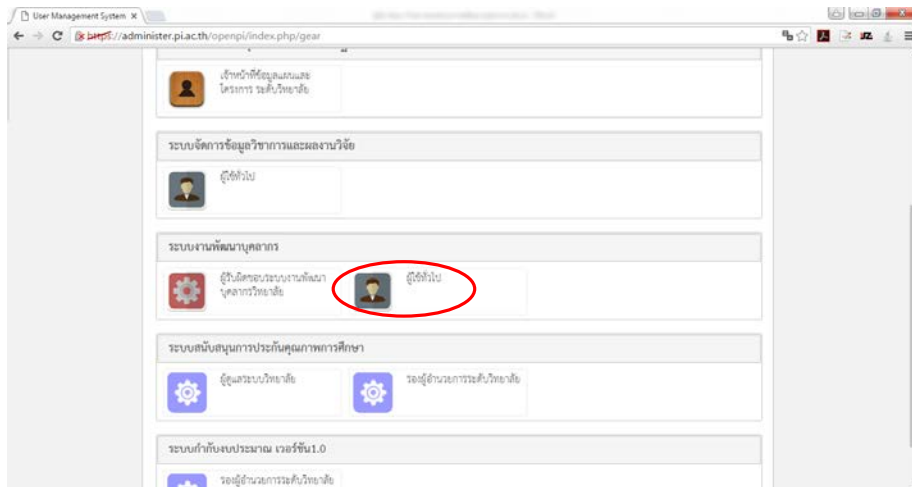 User Management System
https://administer.pi.ac.th/openpi/index.php/gear
เจ้าหน้าที่ข้อมูลแผนและ
โครงการ ระดับวิทยาลัย
ระบบจัดการข้อมูลวิชาการและผลงานวิจัย
ผู้ใช้ทั่วไป
ระบบงานพัฒนาบุคลากร
ผู้รับผิดชอบระบบงานพัฒนา
บุคลากรวิทยาลัย
ผู้ใช้ทั่วไป
ระบบสนับสนุนการประกันคุณภาพการศึกษา
ผู้ดูแลระบบวิทยาลัย
รองผู้อำนวยการระดับวิทยาลัย
ระบบกำกับงบประมาณ เวอร์ชัน1.0
รองผู้อำนวยการระดับวิทยาลัย